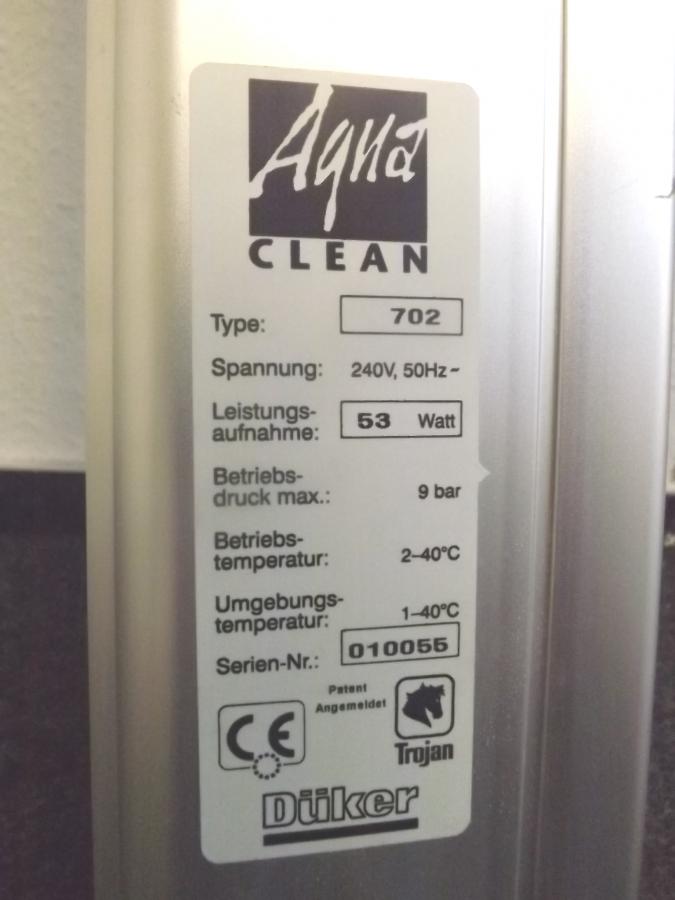 Aqua
CLEAN
Type: 702
Spannung: 240V, 50Hz~
Leistungs-
aufnahme: 53 Watt
Betriebs-
druck max.: 9 bar
Betriebs-
temperatur: 2-40°C
Umgebungs-
temperatur: 1-40°C
Serien-Nr.: 010055
Patent
Angemeldet
CE
Trojan
Düker